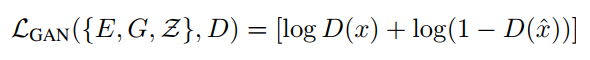 ℒ_GAN({E, G, 𝒵}, D) = [log D(x) + log(1 − D(x̂))]